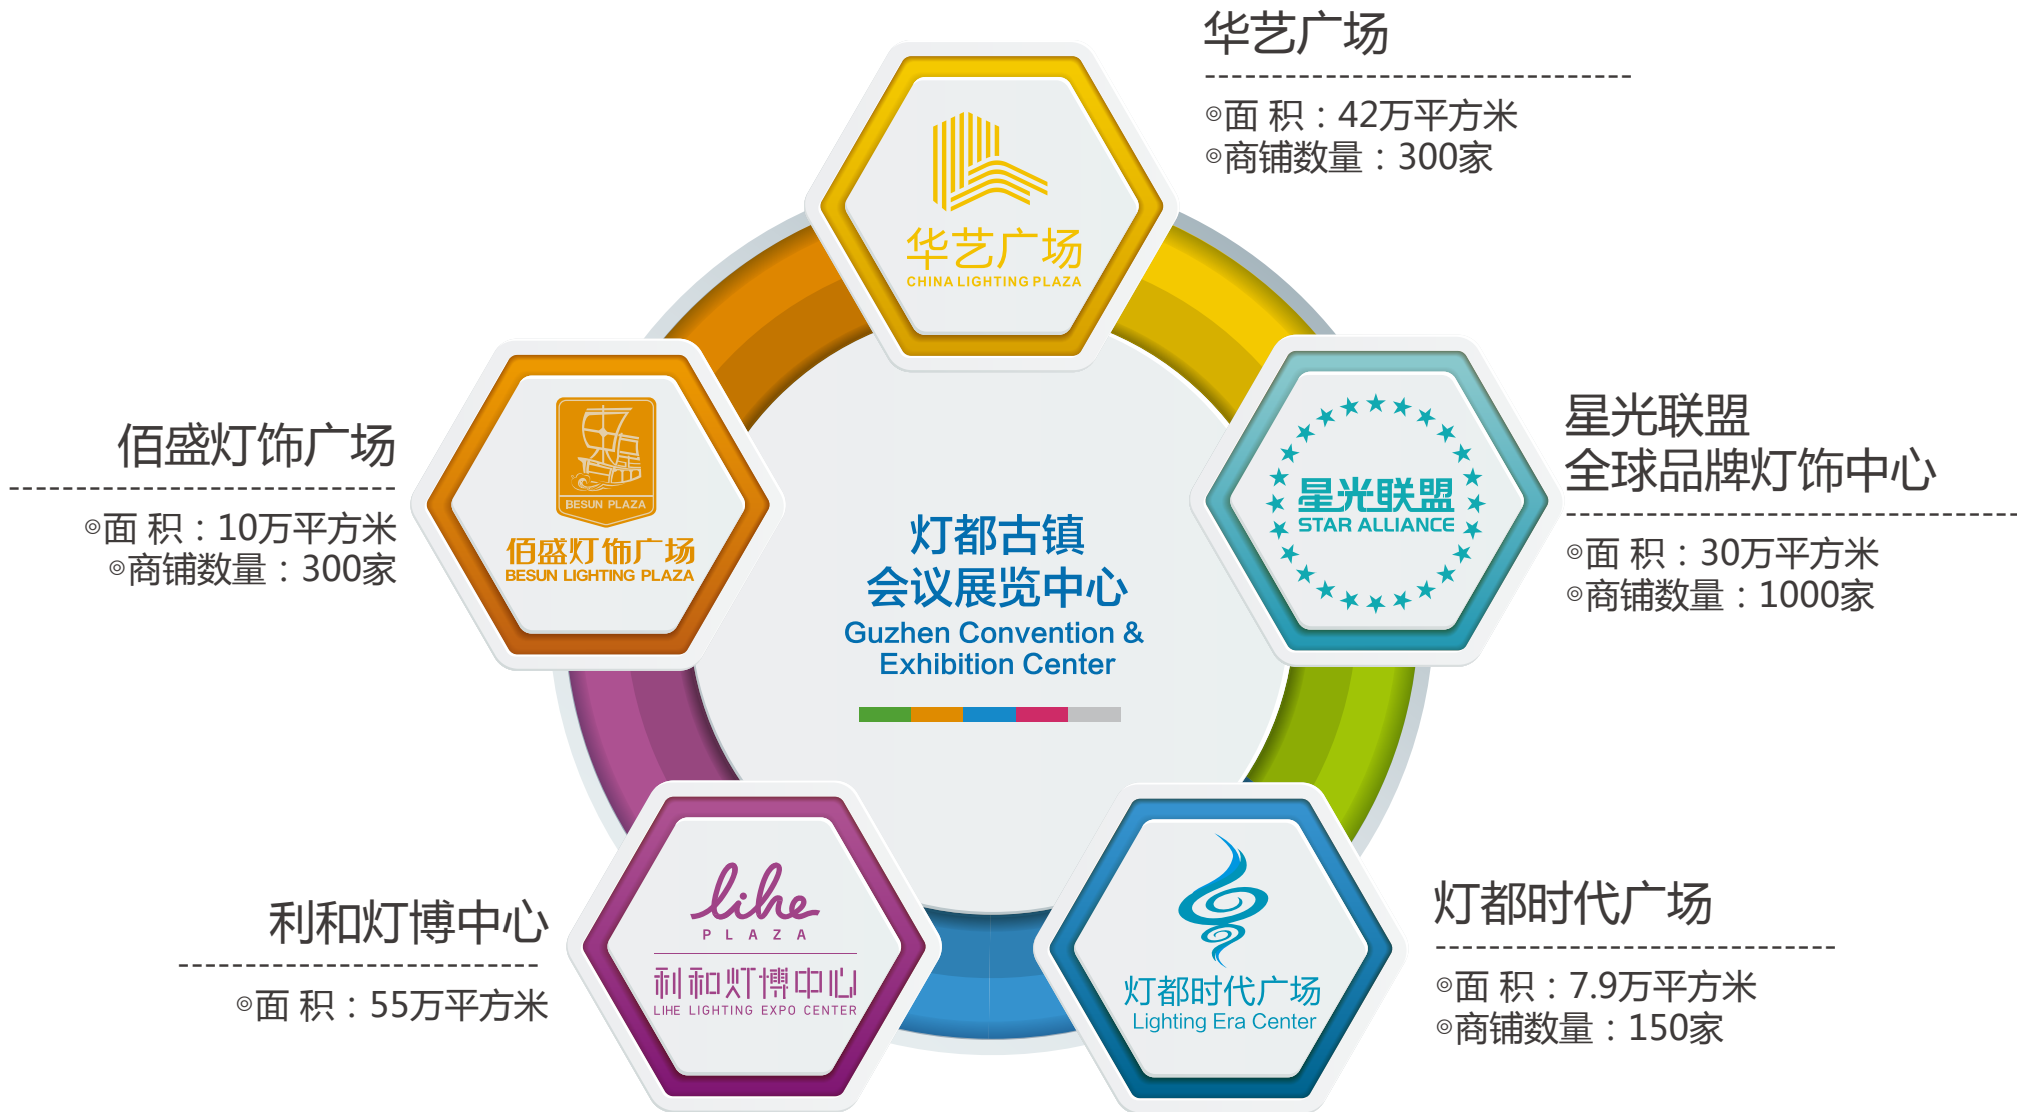 华艺广场
◎面 积：42万平方米
◎商铺数量：300家
华艺广场
CHINA LIGHTING PLAZA
佰盛灯饰广场
◎面 积：10万平方米
◎商铺数量：300家
BESUN PLAZA
佰盛灯饰广场
BESUN LIGHTING PLAZA
灯都古镇
会议展览中心
Guzhen Convention &
Exhibition Center
星光联盟
STAR ALLIANCE
星光联盟
全球品牌灯饰中心
◎面 积：30万平方米
◎商铺数量：1000家
利和灯博中心
◎面 积：55万平方米
lihe
PLAZA
利和灯博中心
LIHE LIGHTING EXPO CENTER
灯都时代广场
Lighting Era Center
灯都时代广场
◎面 积：7.9万平方米
◎商铺数量：150家